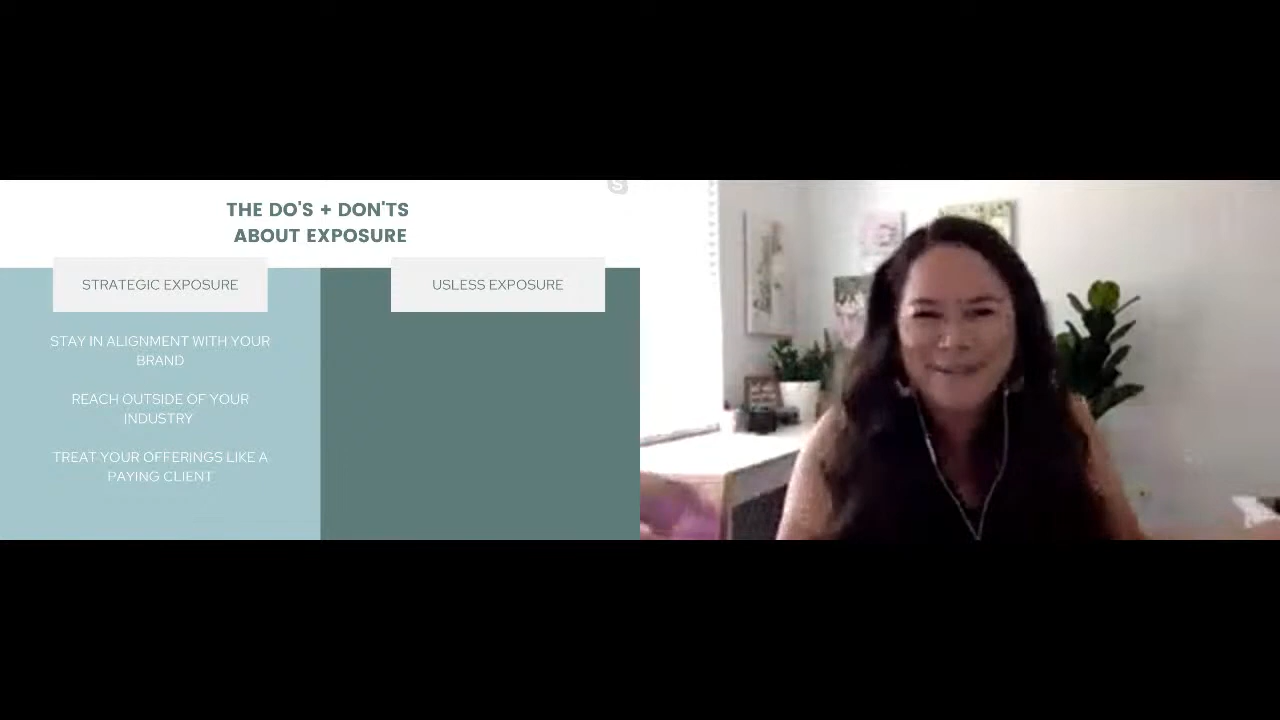 THE DO'S + DON'TS
ABOUT EXPOSURE
STRATEGIC EXPOSURE
STAY IN ALIGNMENT WITH YOUR
BRAND
REACH OUTSIDE OF YOUR
INDUSTRY
TREAT YOUR OFFERINGS LIKE A
PAYING CLIENT
USLESS EXPOSURE